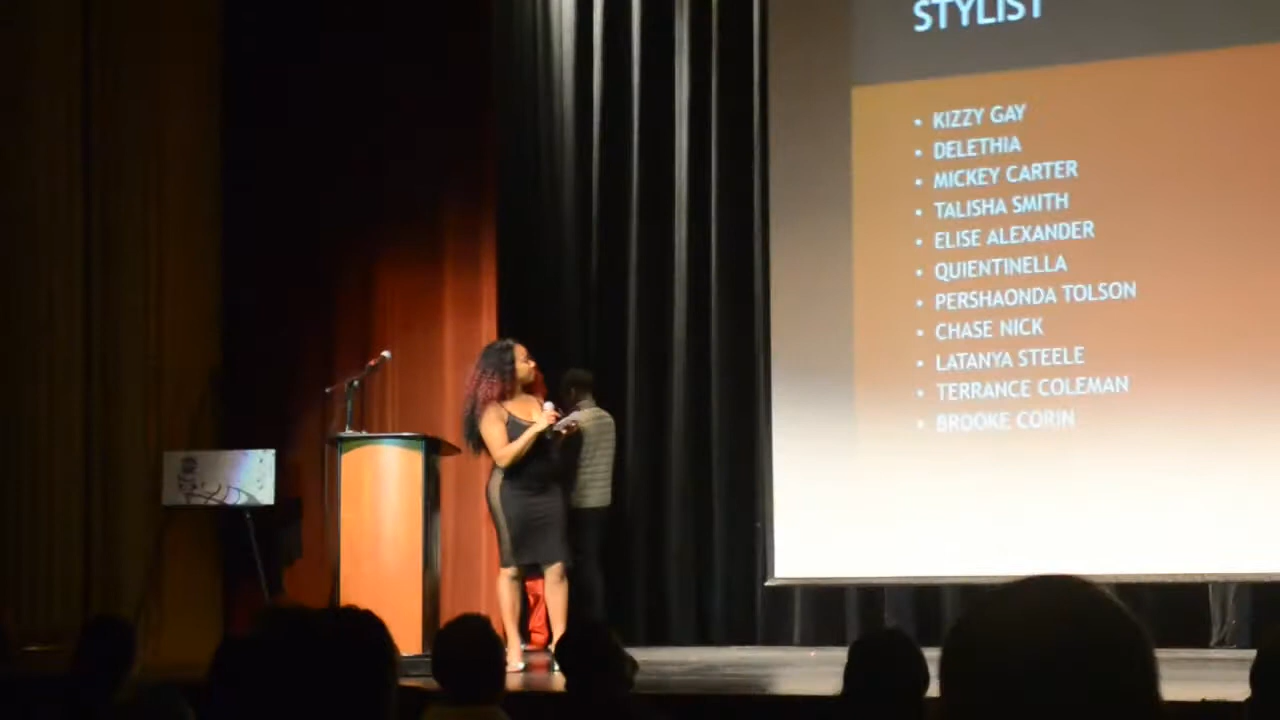 STYLIST
• KIZZY GAY
• DELETHIA
• MICKEY CARTER
• TALISHA SMITH
• ELISE ALEXANDER
• QUIENTINELLA
• PERSHAONDA TOLSON
• CHASE NICK
• LATANYA STEELE
• TERRANCE COLEMAN
• BROOKE CORIN